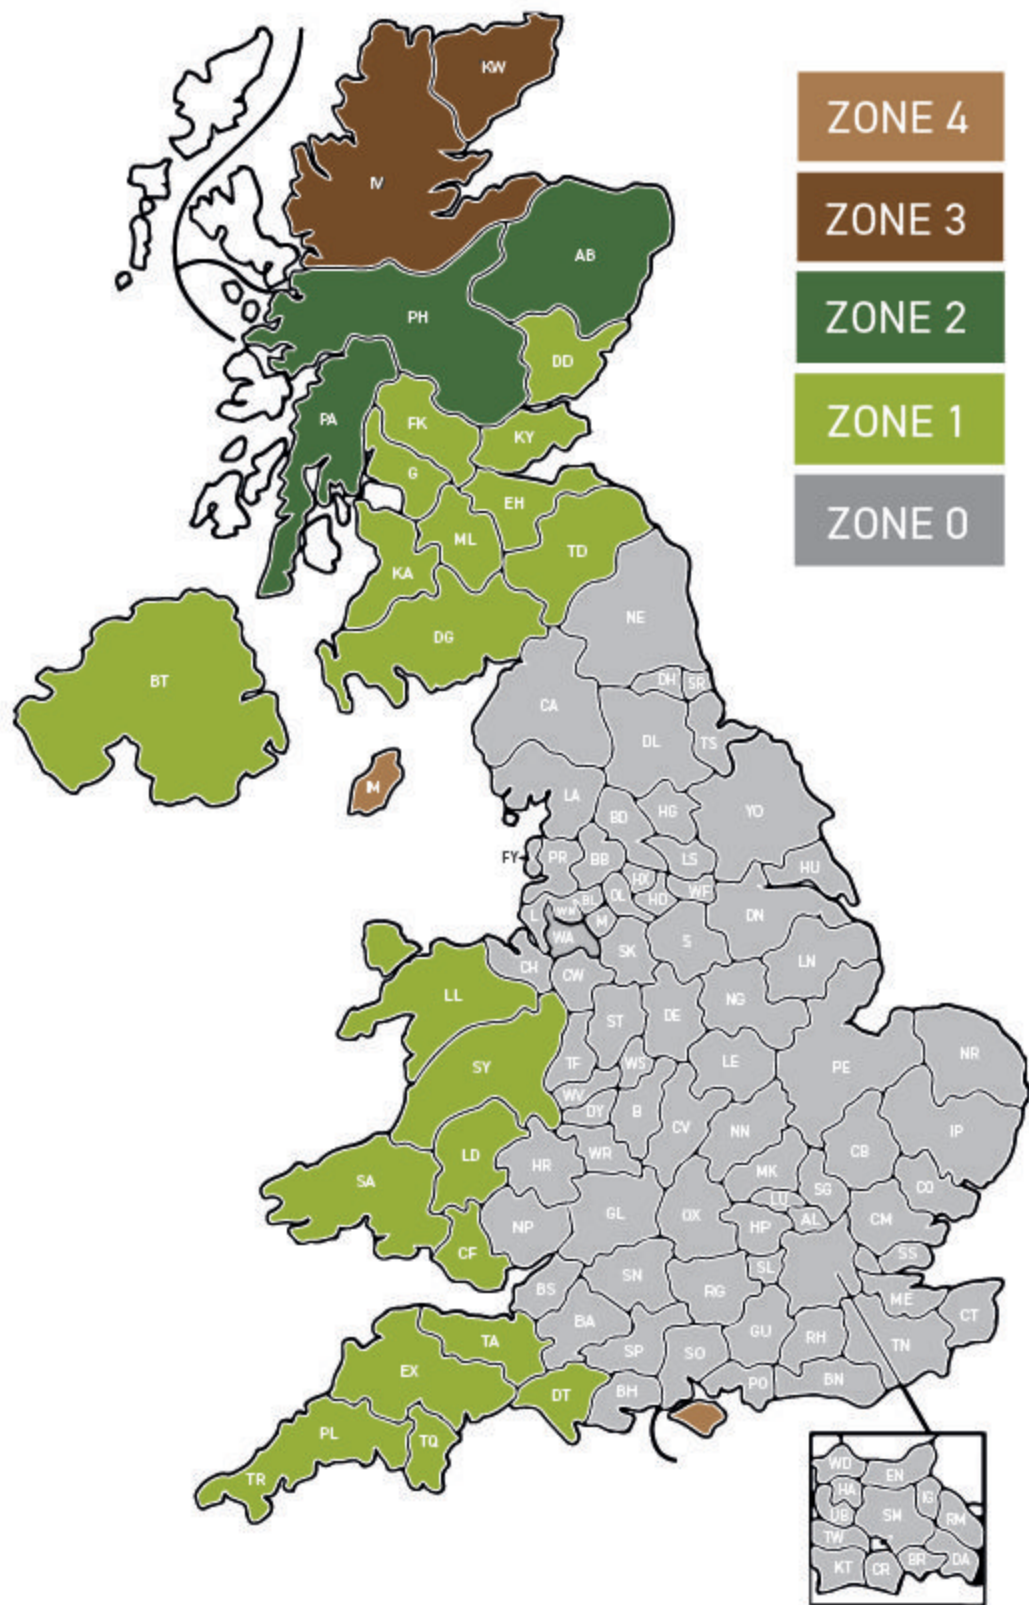 KW
ZONE 4
IV
ZONE 3
AB
PH
ZONE 2
DD
PA
FK
KY
ZONE 1
G
EH
ZONE 0
ML
TD
KA
NE
DG
BT
DH
SR
CA
DL
TS
IM
LA
BD
HG
YO
FY
PR
BB
LS
HU
HX
WF
OL
HD
BL
WN
L
M
DN
WA
S
SK
LN
CH
CW
LL
NG
ST
DE
NR
SY
TF
WS
LE
PE
WV
DY
B
CV
NN
IP
LD
HR
WR
CB
MK
SA
SG
CO
LU
NP
GL
OX
HP
AL
CM
CF
SS
SL
SN
BS
RG
ME
CT
BA
TA
GU
RH
TN
SP
SO
EX
DT
BH
PO
BN
PL
TQ
TR
WD
EN
HA
IG
UB
SM
RM
TW
KT
CR
BR
DA